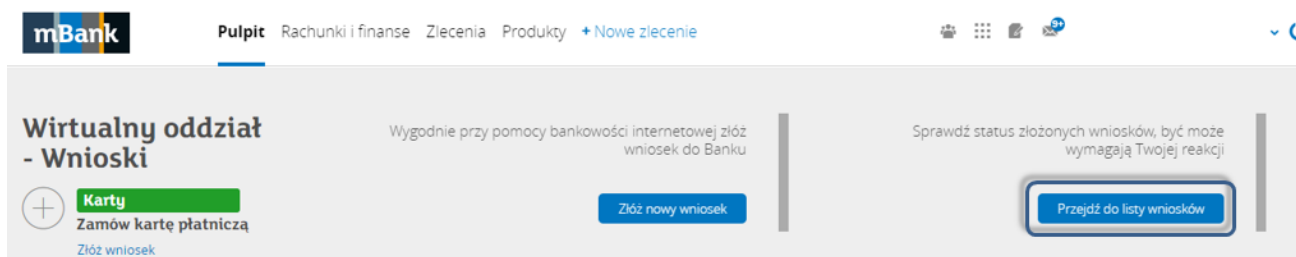 mBank
Pulpit Rachunki i finanse Zlecenia Produkty + Nowe zlecenie
9+
Wirtualny oddział
- Wnioski
Karty
Zamów kartę płatniczą
Złóż wniosek
Wygodnie przy pomocy bankowości internetowej złóż
wniosek do Banku
Złóż nowy wniosek
Sprawdź status złożonych wniosków, być może
wymagają Twojej reakcji
Przejdź do listy wniosków